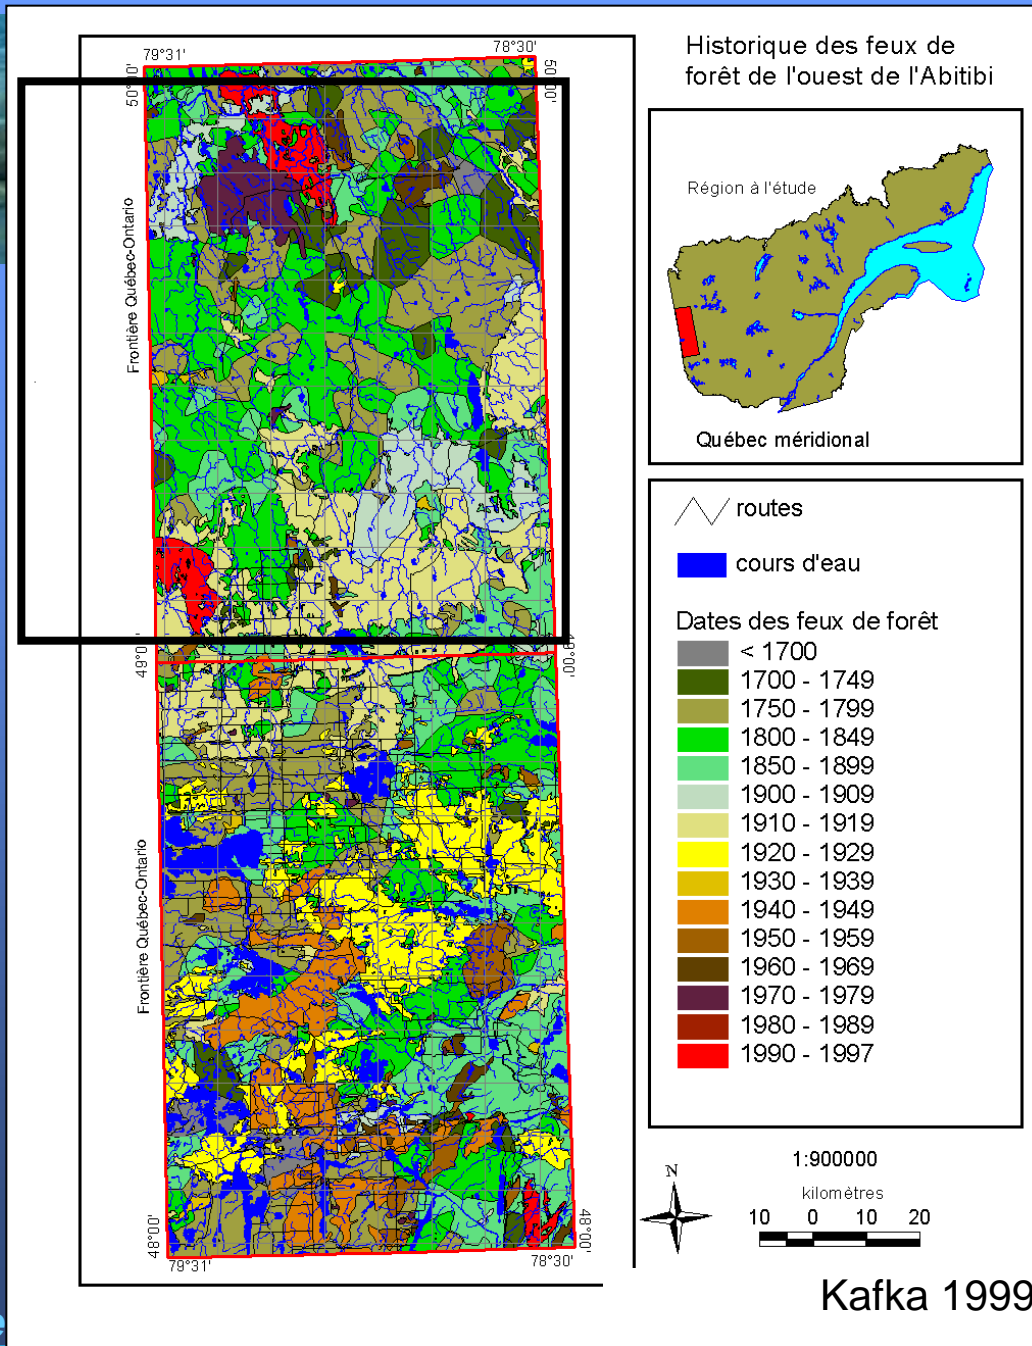 Historique des feux de
forêt de l'ouest de l'Abitibi
79°31'
78°30'
50°00'
50°00'
Frontière Québec-Ontario
49°00'
49°00'
Frontière Québec-Ontario
48°00'
48°00'
79°31'
78°30'
Région à l'étude
Québec méridional
routes
cours d'eau
Dates des feux de forêt
< 1700
1700 - 1749
1750 - 1799
1800 - 1849
1850 - 1899
1900 - 1909
1910 - 1919
1920 - 1929
1930 - 1939
1940 - 1949
1950 - 1959
1960 - 1969
1970 - 1979
1980 - 1989
1990 - 1997
N
1:900000
kilomètres
10 0 10 20
Kafka 1999